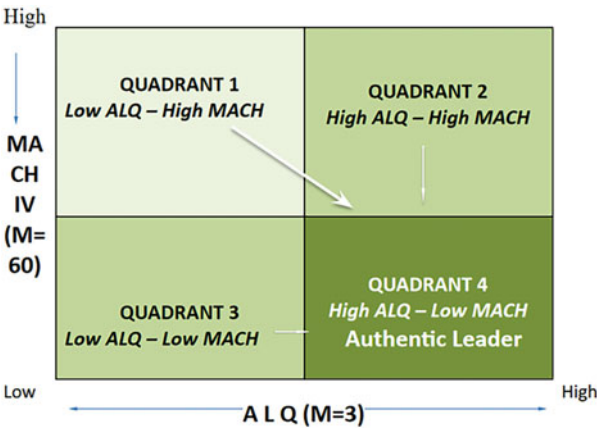 High
QUADRANT 1
Low ALQ – High MACH
QUADRANT 2
High ALQ – High MACH
MA
CH
IV
(M=
60)
QUADRANT 3
Low ALQ – Low MACH
QUADRANT 4
High ALQ – Low MACH
Authentic Leader
Low
High
A L Q (M=3)